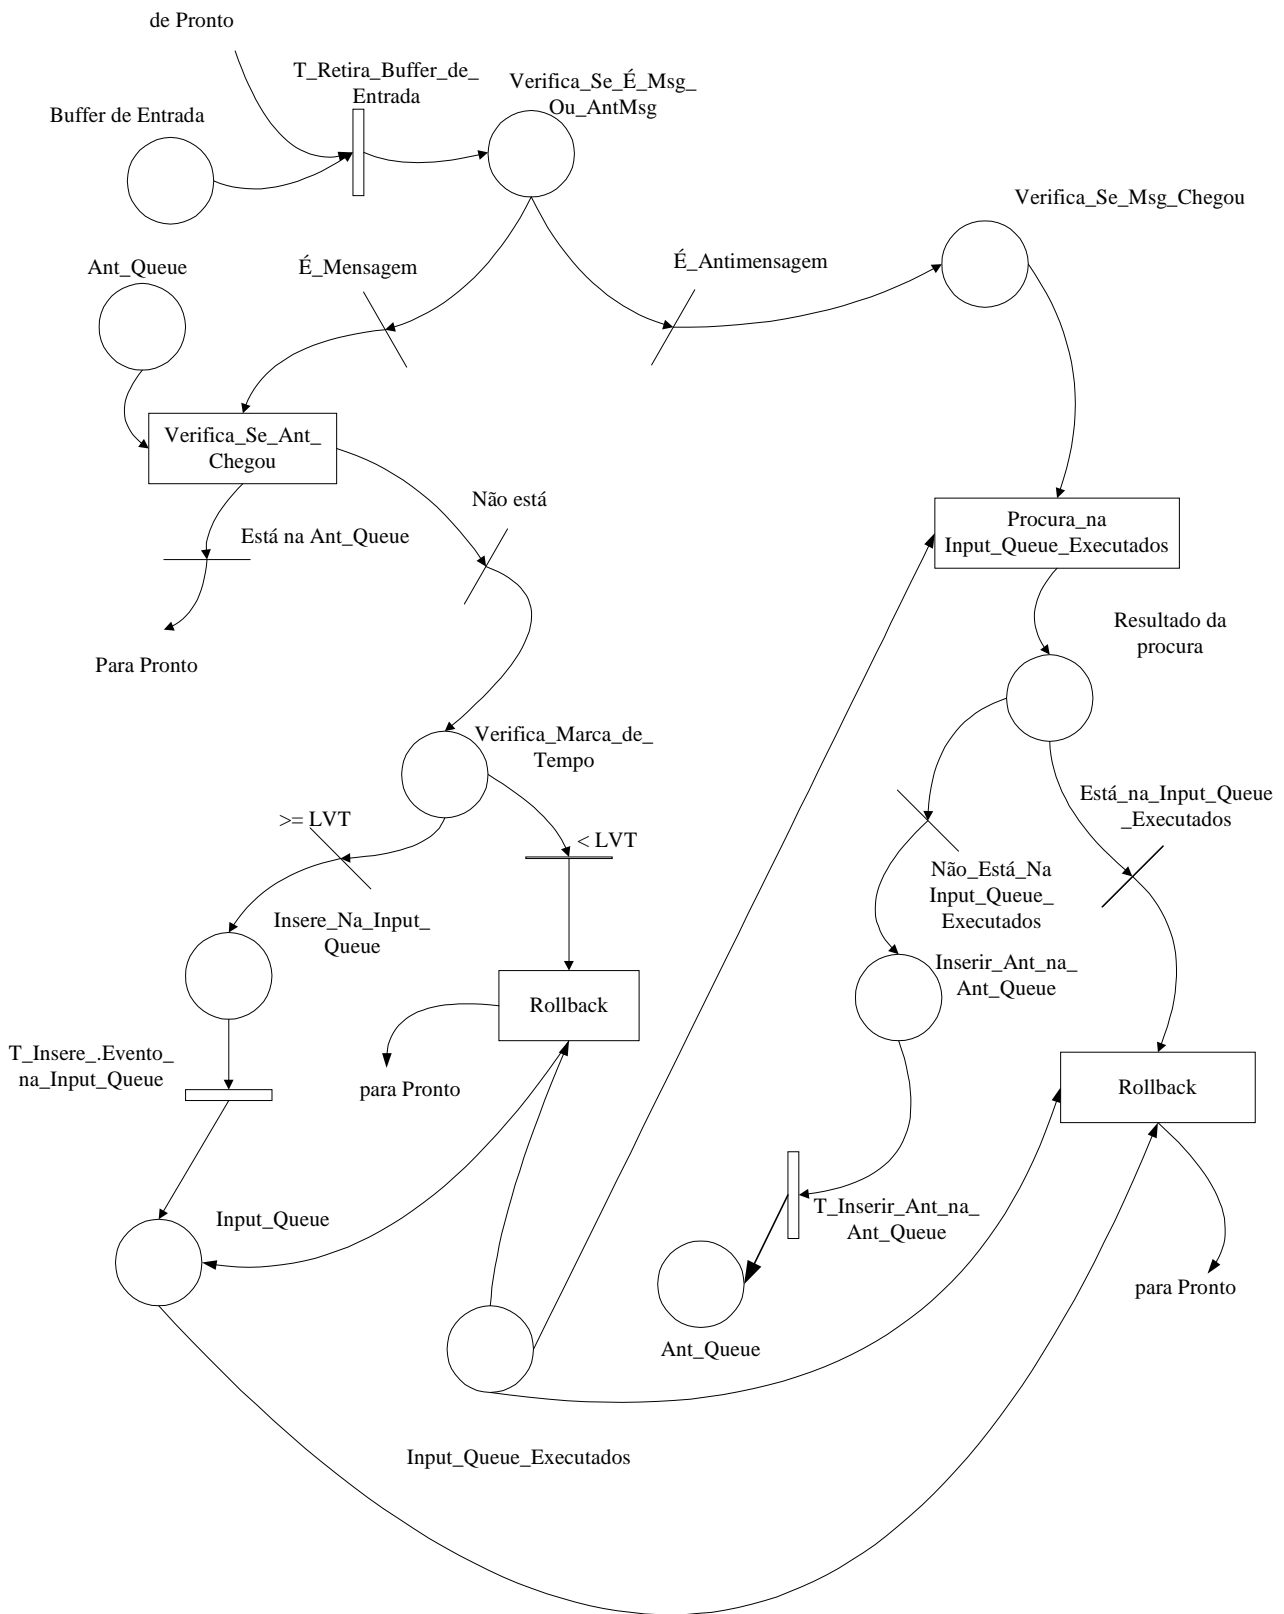 de Pronto
T_Retira_Buffer_de_
Entrada
Verifica_Se_É_Msg_
Ou_AntMsg
Buffer de Entrada
Verifica_Se_Msg_Chegou
Ant_Queue
É_Mensagem
É_Antimensagem
Verifica_Se_Ant_
Chegou
Não está
Está na Ant_Queue
Procura_na
Input_Queue_Executados
Para Pronto
Resultado da
procura
Verifica_Marca_de_
Tempo
>= LVT
< LVT
Está_na_Input_Queue
_Executados
Não_Está_Na
Input_Queue_
Executados
Insere_Na_Input_
Queue
Inserir_Ant_na_
Ant_Queue
Rollback
T_Insere_.Evento_
na_Input_Queue
para Pronto
Rollback
Input_Queue
T_Inserir_Ant_na_
Ant_Queue
para Pronto
Ant_Queue
Input_Queue_Executados